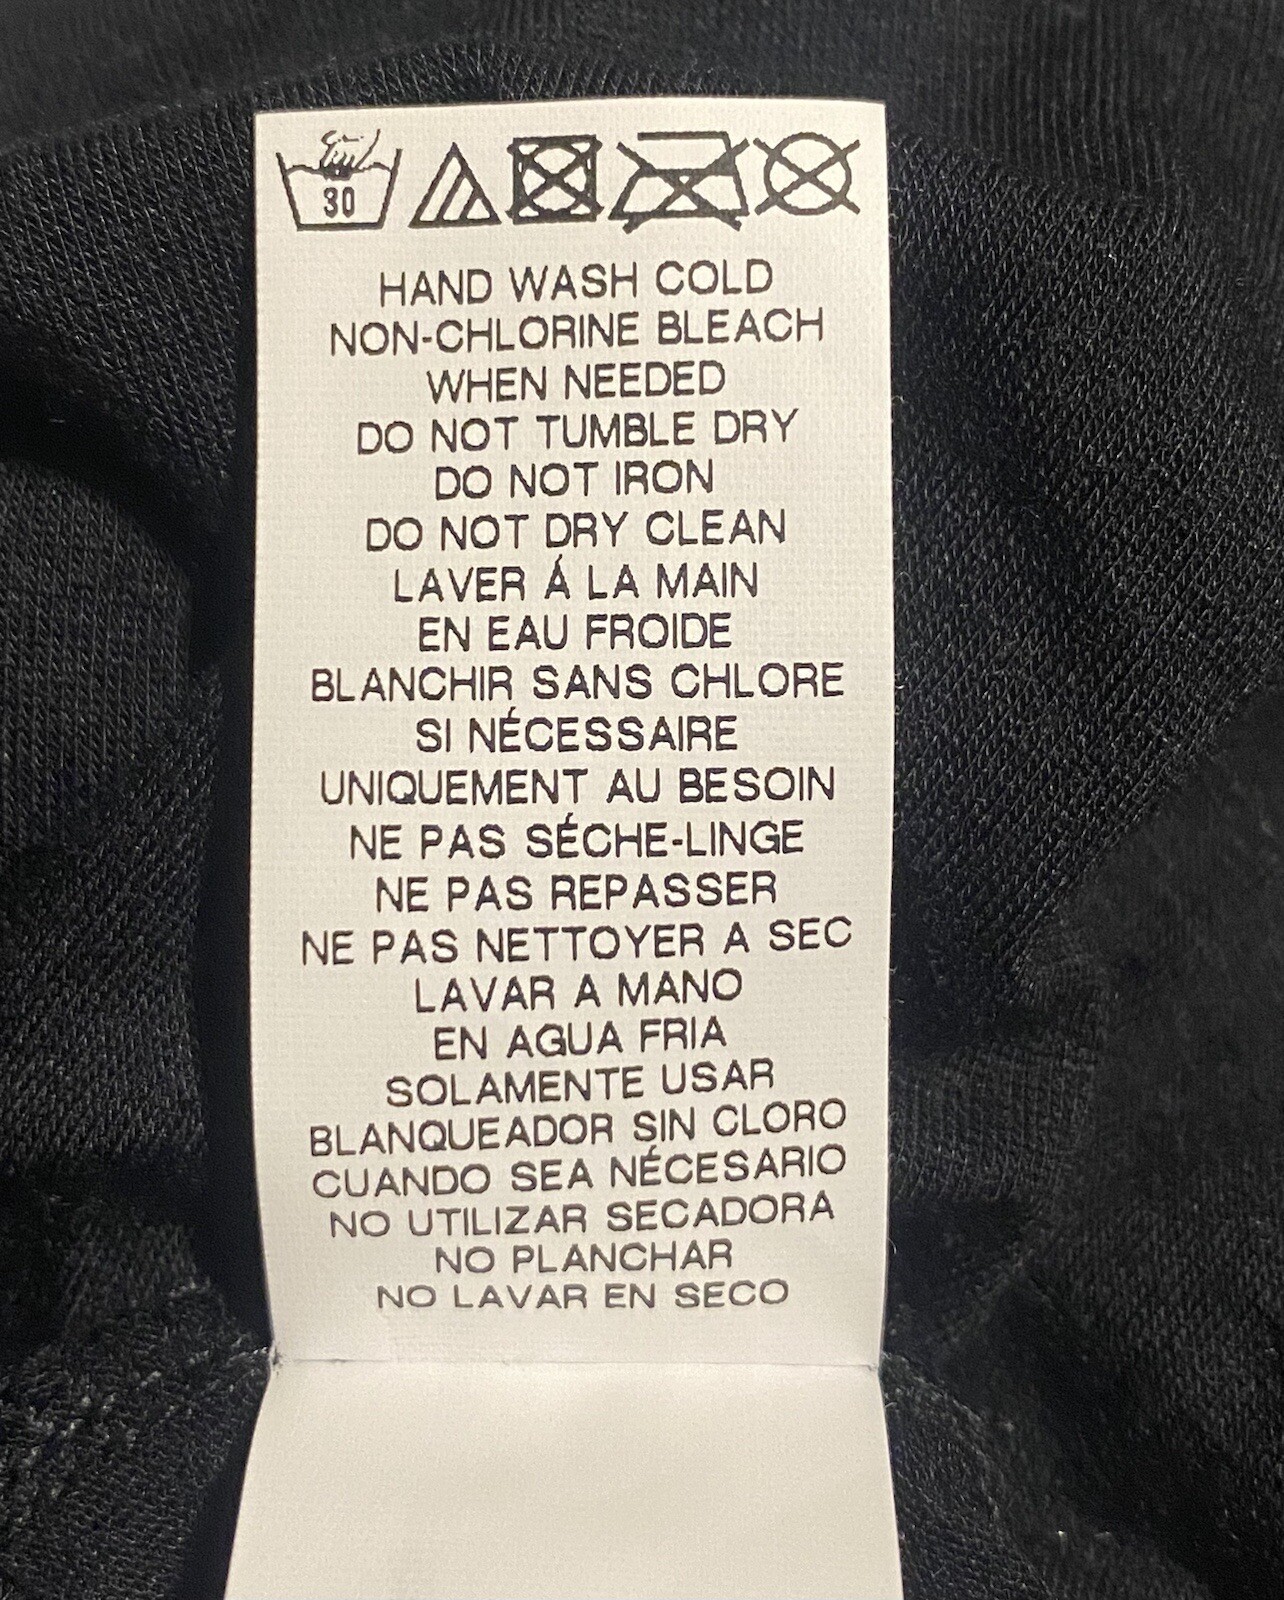 30
HAND WASH COLD
NON-CHLORINE BLEACH
WHEN NEEDED
DO NOT TUMBLE DRY
DO NOT IRON
DO NOT DRY CLEAN
LAVER Á LA MAIN
EN EAU FROIDE
BLANCHIR SANS CHLORE
SI NÉCESSAIRE
UNIQUEMENT AU BESOIN
NE PAS SÉCHE-LINGE
NE PAS REPASSER
NE PAS NETTOYER A SEC
LAVAR A MANO
EN AGUA FRIA
SOLAMENTE USAR
BLANQUEADOR SIN CLORO
CUANDO SEA NÉCESARIO
NO UTILIZAR SECADORA
NO PLANCHAR
NO LAVAR EN SECO